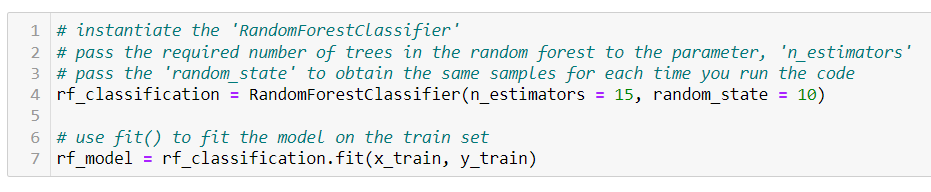 1 # instantiate the 'RandomForestClassifier'
2 # pass the required number of trees in the random forest to the parameter, 'n_estimators'
3 # pass the 'random_state' to obtain the same samples for each time you run the code
4 rf_classification = RandomForestClassifier(n_estimators = 15, random_state = 10)
5
6 # use fit() to fit the model on the train set
7 rf_model = rf_classification.fit(x_train, y_train)